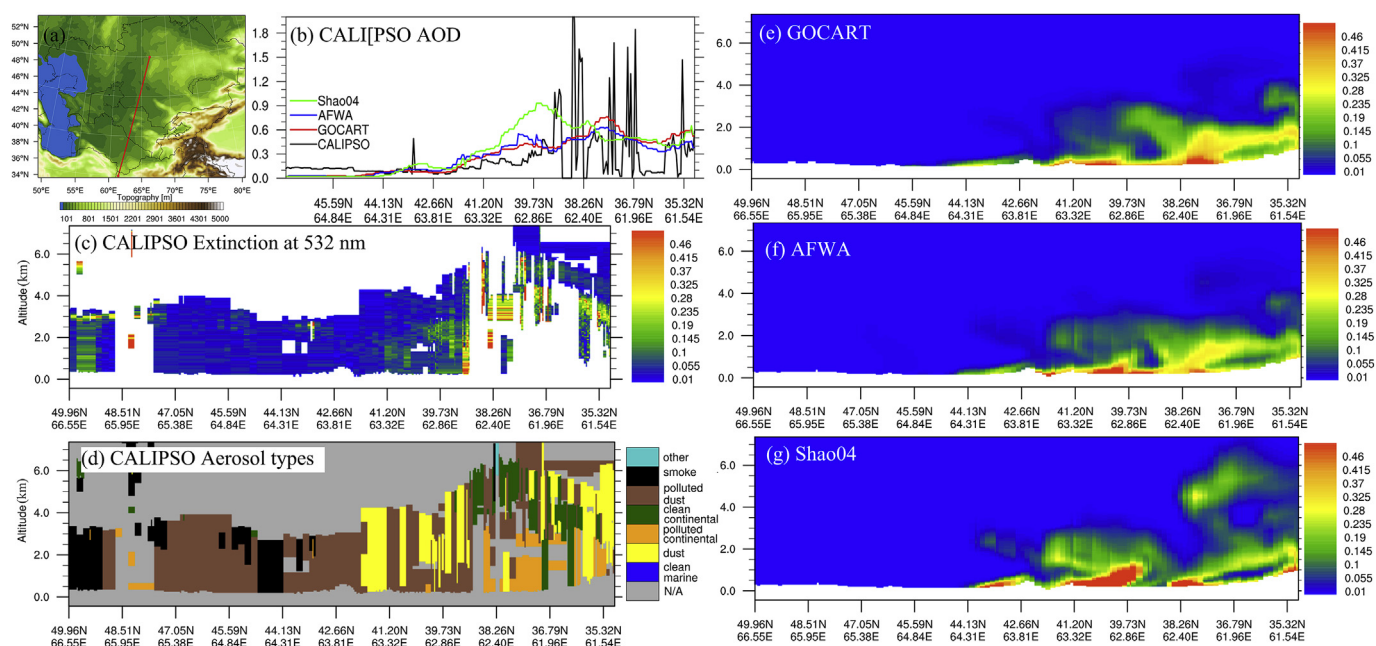 (a)
52°N
50°N
48°N
46°N
44°N
42°N
40°N
38°N
36°N
34°N
50°E 55°E 60°E 65°E 70°E 75°E 80°E
Topography [m]
101 801 1501 2201 2901 3601 4301 5000
(b) CALI[PSO AOD
1.8
1.5
1.2
0.9
0.6
0.3
0.0
Shao04
AFWA
GOCART
CALIPSO
45.59N 44.13N 42.66N 41.20N 39.73N 38.26N 36.79N 35.32N
64.84E 64.31E 63.81E 63.32E 62.86E 62.40E 61.96E 61.54E
(c) CALIPSO Extinction at 532 nm
Altitude (km)
6.0
4.0
2.0
0.0
0.46
0.415
0.37
0.325
0.28
0.235
0.19
0.145
0.1
0.055
0.01
49.96N 48.51N 47.05N 45.59N 44.13N 42.66N 41.20N 39.73N 38.26N 36.79N 35.32N
66.55E 65.95E 65.38E 64.84E 64.31E 63.81E 63.32E 62.86E 62.40E 61.96E 61.54E
(d) CALIPSO Aerosol types
Altitude (km)
6.0
4.0
2.0
0.0
other
smoke
polluted
dust
clean
continental
polluted
continental
dust
clean
marine
N/A
49.96N 48.51N 47.05N 45.59N 44.13N 42.66N 41.20N 39.73N 38.26N 36.79N 35.32N
66.55E 65.95E 65.38E 64.84E 64.31E 63.81E 63.32E 62.86E 62.40E 61.96E 61.54E
(e) GOCART
6.0
4.0
2.0
0.0
0.46
0.415
0.37
0.325
0.28
0.235
0.19
0.145
0.1
0.055
0.01
49.96N 48.51N 47.05N 45.59N 44.13N 42.66N 41.20N 39.73N 38.26N 36.79N 35.32N
66.55E 65.95E 65.38E 64.84E 64.31E 63.81E 63.32E 62.86E 62.40E 61.96E 61.54E
(f) AFWA
6.0
4.0
2.0
0.0
0.46
0.415
0.37
0.325
0.28
0.235
0.19
0.145
0.1
0.055
0.01
49.96N 48.51N 47.05N 45.59N 44.13N 42.66N 41.20N 39.73N 38.26N 36.79N 35.32N
66.55E 65.95E 65.38E 64.84E 64.31E 63.81E 63.32E 62.86E 62.40E 61.96E 61.54E
(g) Shao04
6.0
4.0
2.0
0.0
0.46
0.415
0.37
0.325
0.28
0.235
0.19
0.145
0.1
0.055
0.01
49.96N 48.51N 47.05N 45.59N 44.13N 42.66N 41.20N 39.73N 38.26N 36.79N 35.32N
66.55E 65.95E 65.38E 64.84E 64.31E 63.81E 63.32E 62.86E 62.40E 61.96E 61.54E